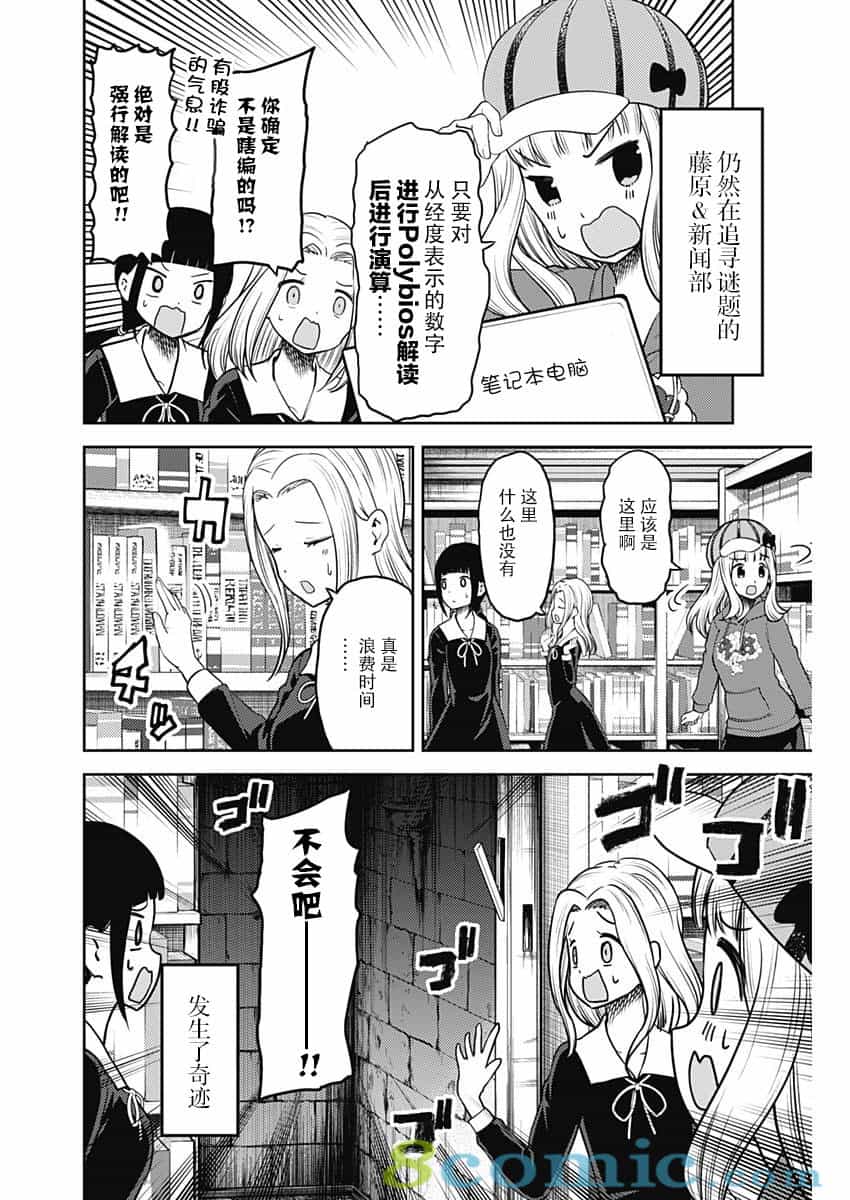 仍然在追寻谜题的
藤原&新闻部
只要对
从经度表示的数字
进行Polybios解读
后进行演算……
笔记本电脑
你确定
不是瞎编的吗!?
有股诈骗
的气息!!
绝对是
强行解读的吧!!
应该是
这里啊
这里
什么也没有
真是
浪费时间
……
ゴゴ
ゴ
ゴ
不会吧——!!
发生了奇迹
8comic.com